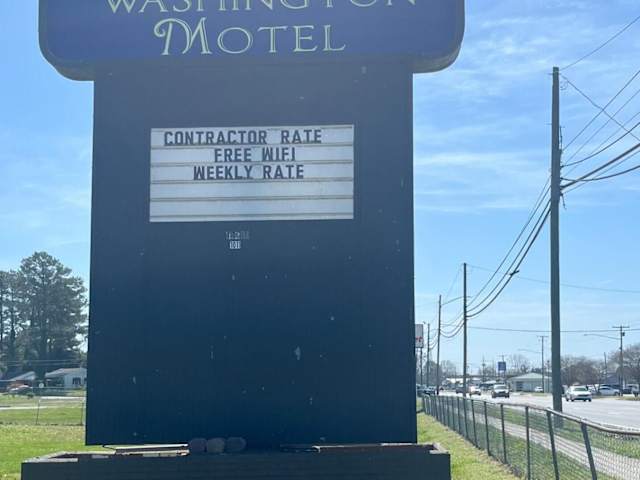 WASHINGTON
MOTEL
CONTRACTOR RATE
FREE WIFI
WEEKLY RATE